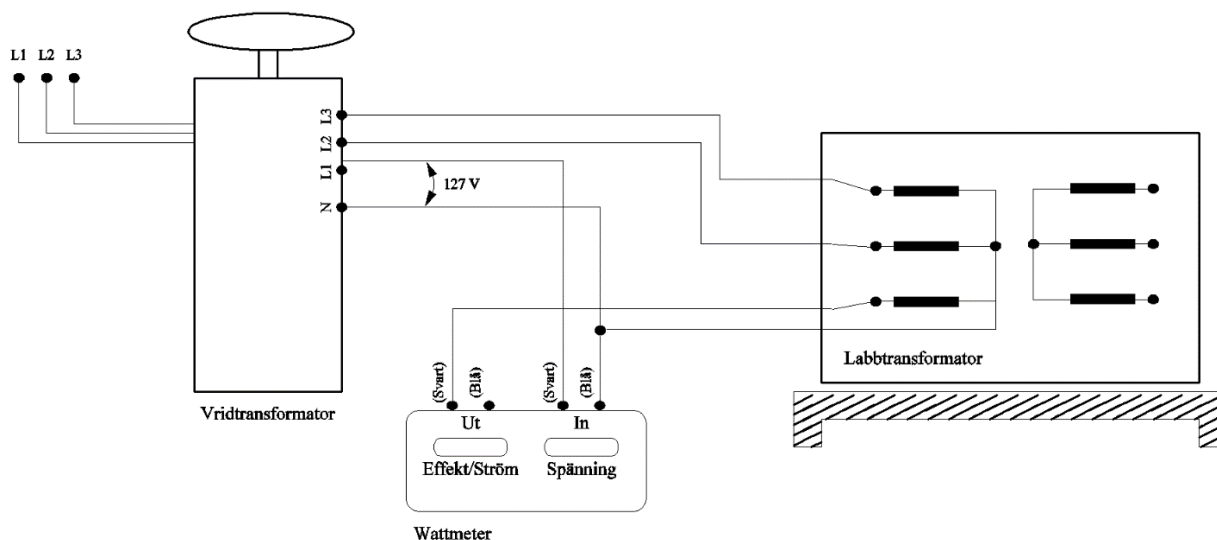 L1 L2 L3
L3
L2
L1
N
127 V
Labbtransformator
Vridtransformator
(Svart) (Blå) (Svart) (Blå)
Ut In
Effekt/Ström Spänning
Wattmeter